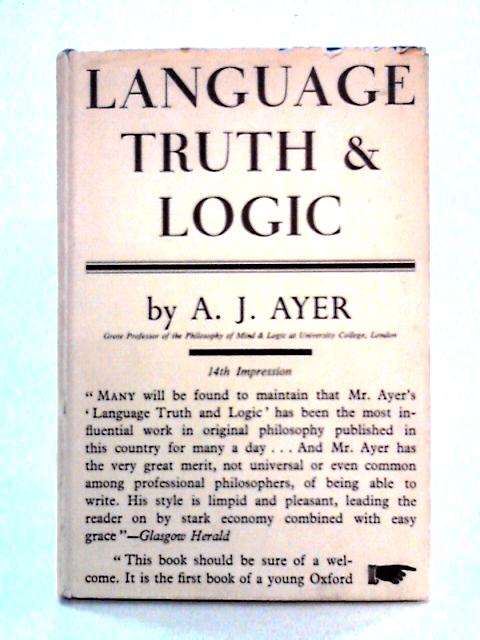 LANGUAGE
TRUTH &
LOGIC
by A. J. AYER
Grote Professor of the Philosophy of Mind & Logic at University College, London
14th Impression
“ MANY will be found to maintain that Mr. Ayer’s
‘ Language Truth and Logic ’ has been the most in-
fluential work in original philosophy published in
this country for many a day . . . And Mr. Ayer has
the very great merit, not universal or even common
among professional philosophers, of being able to
write. His style is limpid and pleasant, leading the
reader on by stark economy combined with easy
grace ”—Glasgow Herald
“ This book should be sure of a wel-
come. It is the first book of a young Oxford